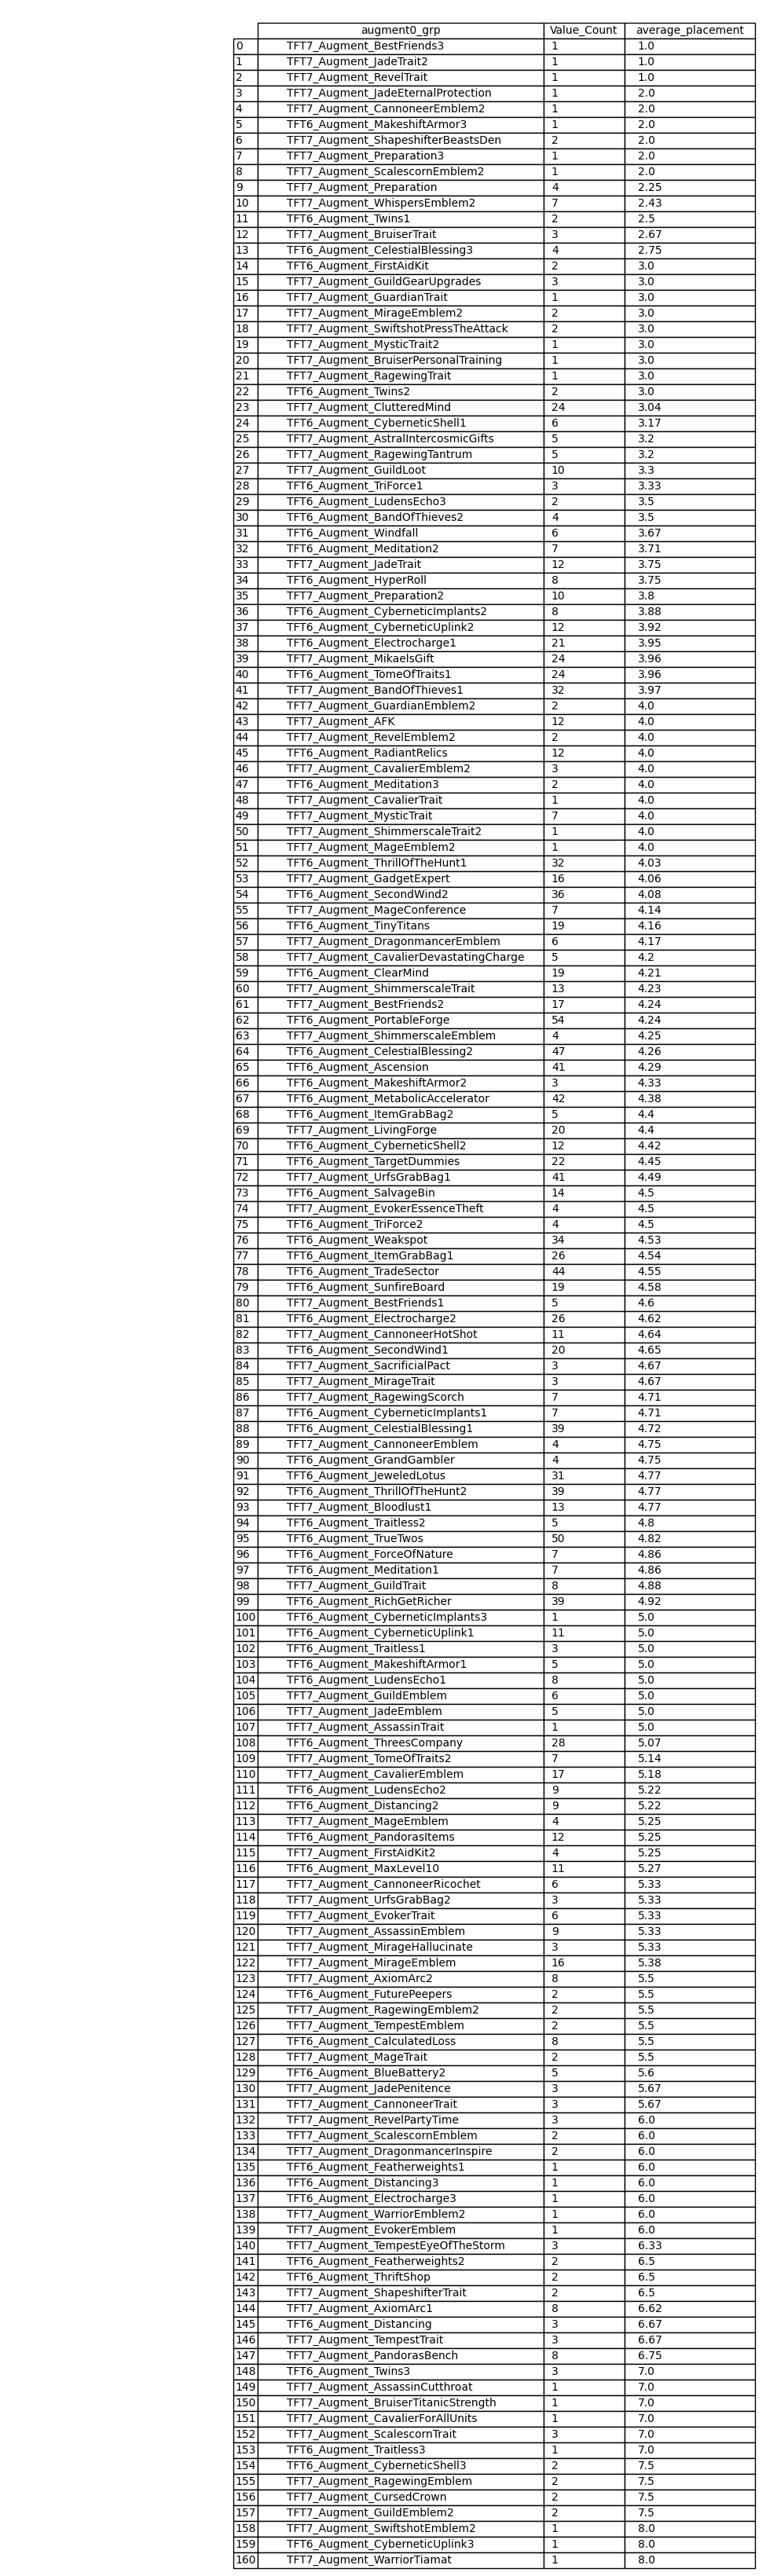 augment0_grp Value_Count average_placement
0 TFT7_Augment_BestFriends3 1 1.0
1 TFT7_Augment_JadeTrait2 1 1.0
2 TFT7_Augment_RevelTrait 1 1.0
3 TFT7_Augment_JadeEternalProtection 1 2.0
4 TFT7_Augment_CannoneerEmblem2 1 2.0
5 TFT6_Augment_MakeshiftArmor3 1 2.0
6 TFT7_Augment_ShapeshifterBeastsDen 2 2.0
7 TFT7_Augment_Preparation3 1 2.0
8 TFT7_Augment_ScalescornEmblem2 1 2.0
9 TFT7_Augment_Preparation 4 2.25
10 TFT7_Augment_WhispersEmblem2 7 2.43
11 TFT6_Augment_Twins1 2 2.5
12 TFT7_Augment_BruiserTrait 3 2.67
13 TFT6_Augment_CelestialBlessing3 4 2.75
14 TFT6_Augment_FirstAidKit 2 3.0
15 TFT7_Augment_GuildGearUpgrades 3 3.0
16 TFT7_Augment_GuardianTrait 1 3.0
17 TFT7_Augment_MirageEmblem2 2 3.0
18 TFT7_Augment_SwiftshotPressTheAttack 2 3.0
19 TFT7_Augment_MysticTrait2 1 3.0
20 TFT7_Augment_BruiserPersonalTraining 1 3.0
21 TFT7_Augment_RagewingTrait 1 3.0
22 TFT6_Augment_Twins2 2 3.0
23 TFT7_Augment_ClutteredMind 24 3.04
24 TFT6_Augment_CyberneticShell1 6 3.17
25 TFT7_Augment_AstralIntercosmicGifts 5 3.2
26 TFT7_Augment_RagewingTantrum 5 3.2
27 TFT7_Augment_GuildLoot 10 3.3
28 TFT6_Augment_TriForce1 3 3.33
29 TFT6_Augment_LudensEcho3 2 3.5
30 TFT6_Augment_BandOfThieves2 4 3.5
31 TFT6_Augment_Windfall 6 3.67
32 TFT6_Augment_Meditation2 7 3.71
33 TFT7_Augment_JadeTrait 12 3.75
34 TFT6_Augment_HyperRoll 8 3.75
35 TFT7_Augment_Preparation2 10 3.8
36 TFT6_Augment_CyberneticImplants2 8 3.88
37 TFT6_Augment_CyberneticUplink2 12 3.92
38 TFT6_Augment_Electrocharge1 21 3.95
39 TFT7_Augment_MikaelsGift 24 3.96
40 TFT6_Augment_TomeOfTraits1 24 3.96
41 TFT7_Augment_BandOfThieves1 32 3.97
42 TFT7_Augment_GuardianEmblem2 2 4.0
43 TFT7_Augment_AFK 12 4.0
44 TFT7_Augment_RevelEmblem2 2 4.0
45 TFT6_Augment_RadiantRelics 12 4.0
46 TFT7_Augment_CavalierEmblem2 3 4.0
47 TFT6_Augment_Meditation3 2 4.0
48 TFT7_Augment_CavalierTrait 1 4.0
49 TFT7_Augment_MysticTrait 7 4.0
50 TFT7_Augment_ShimmerscaleTrait2 1 4.0
51 TFT7_Augment_MageEmblem2 1 4.0
52 TFT6_Augment_ThrillOfTheHunt1 32 4.03
53 TFT7_Augment_GadgetExpert 16 4.06
54 TFT6_Augment_SecondWind2 36 4.08
55 TFT7_Augment_MageConference 7 4.14
56 TFT6_Augment_TinyTitans 19 4.16
57 TFT7_Augment_DragonmancerEmblem 6 4.17
58 TFT7_Augment_CavalierDevastatingCharge 5 4.2
59 TFT6_Augment_ClearMind 19 4.21
60 TFT7_Augment_ShimmerscaleTrait 13 4.23
61 TFT7_Augment_BestFriends2 17 4.24
62 TFT6_Augment_PortableForge 54 4.24
63 TFT7_Augment_ShimmerscaleEmblem 4 4.25
64 TFT6_Augment_CelestialBlessing2 47 4.26
65 TFT6_Augment_Ascension 41 4.29
66 TFT6_Augment_MakeshiftArmor2 3 4.33
67 TFT6_Augment_MetabolicAccelerator 42 4.38
68 TFT6_Augment_ItemGrabBag2 5 4.4
69 TFT7_Augment_LivingForge 20 4.4
70 TFT6_Augment_CyberneticShell2 12 4.42
71 TFT6_Augment_TargetDummies 22 4.45
72 TFT7_Augment_UrfsGrabBag1 41 4.49
73 TFT6_Augment_SalvageBin 14 4.5
74 TFT7_Augment_EvokerEssenceTheft 4 4.5
75 TFT6_Augment_TriForce2 4 4.5
76 TFT6_Augment_Weakspot 34 4.53
77 TFT6_Augment_ItemGrabBag1 26 4.54
78 TFT6_Augment_TradeSector 44 4.55
79 TFT6_Augment_SunfireBoard 19 4.58
80 TFT7_Augment_BestFriends1 5 4.6
81 TFT6_Augment_Electrocharge2 26 4.62
82 TFT7_Augment_CannoneerHotShot 11 4.64
83 TFT6_Augment_SecondWind1 20 4.65
84 TFT7_Augment_SacrificialPact 3 4.67
85 TFT7_Augment_MirageTrait 3 4.67
86 TFT7_Augment_RagewingScorch 7 4.71
87 TFT6_Augment_CyberneticImplants1 7 4.71
88 TFT6_Augment_CelestialBlessing1 39 4.72
89 TFT7_Augment_CannoneerEmblem 4 4.75
90 TFT6_Augment_GrandGambler 4 4.75
91 TFT6_Augment_JeweledLotus 31 4.77
92 TFT6_Augment_ThrillOfTheHunt2 39 4.77
93 TFT7_Augment_Bloodlust1 13 4.77
94 TFT6_Augment_Traitless2 5 4.8
95 TFT6_Augment_TrueTwos 50 4.82
96 TFT6_Augment_ForceOfNature 7 4.86
97 TFT6_Augment_Meditation1 7 4.86
98 TFT7_Augment_GuildTrait 8 4.88
99 TFT6_Augment_RichGetRicher 39 4.92
100 TFT6_Augment_CyberneticImplants3 1 5.0
101 TFT6_Augment_CyberneticUplink1 11 5.0
102 TFT6_Augment_Traitless1 3 5.0
103 TFT6_Augment_MakeshiftArmor1 5 5.0
104 TFT6_Augment_LudensEcho1 8 5.0
105 TFT7_Augment_GuildEmblem 6 5.0
106 TFT7_Augment_JadeEmblem 5 5.0
107 TFT7_Augment_AssassinTrait 1 5.0
108 TFT6_Augment_ThreesCompany 28 5.07
109 TFT7_Augment_TomeOfTraits2 7 5.14
110 TFT7_Augment_CavalierEmblem 17 5.18
111 TFT6_Augment_LudensEcho2 9 5.22
112 TFT6_Augment_Distancing2 9 5.22
113 TFT7_Augment_MageEmblem 4 5.25
114 TFT6_Augment_PandorasItems 12 5.25
115 TFT7_Augment_FirstAidKit2 4 5.25
116 TFT6_Augment_MaxLevel10 11 5.27
117 TFT7_Augment_CannoneerRicochet 6 5.33
118 TFT7_Augment_UrfsGrabBag2 3 5.33
119 TFT7_Augment_EvokerTrait 6 5.33
120 TFT7_Augment_AssassinEmblem 9 5.33
121 TFT7_Augment_MirageHallucinate 3 5.33
122 TFT7_Augment_MirageEmblem 16 5.38
123 TFT7_Augment_AxiomArc2 8 5.5
124 TFT6_Augment_FuturePeepers 2 5.5
125 TFT7_Augment_RagewingEmblem2 2 5.5
126 TFT7_Augment_TempestEmblem 2 5.5
127 TFT6_Augment_CalculatedLoss 8 5.5
128 TFT7_Augment_MageTrait 2 5.5
129 TFT6_Augment_BlueBattery2 5 5.6
130 TFT7_Augment_JadePenitence 3 5.67
131 TFT7_Augment_CannoneerTrait 3 5.67
132 TFT7_Augment_RevelPartyTime 3 6.0
133 TFT7_Augment_ScalescornEmblem 2 6.0
134 TFT7_Augment_DragonmancerInspire 2 6.0
135 TFT6_Augment_Featherweights1 1 6.0
136 TFT6_Augment_Distancing3 1 6.0
137 TFT6_Augment_Electrocharge3 1 6.0
138 TFT7_Augment_WarriorEmblem2 1 6.0
139 TFT7_Augment_EvokerEmblem 1 6.0
140 TFT7_Augment_TempestEyeOfTheStorm 3 6.33
141 TFT6_Augment_Featherweights2 2 6.5
142 TFT6_Augment_ThriftShop 2 6.5
143 TFT7_Augment_ShapeshifterTrait 2 6.5
144 TFT7_Augment_AxiomArc1 8 6.62
145 TFT6_Augment_Distancing 3 6.67
146 TFT7_Augment_TempestTrait 3 6.67
147 TFT7_Augment_PandorasBench 8 6.75
148 TFT6_Augment_Twins3 3 7.0
149 TFT7_Augment_AssassinCutthroat 1 7.0
150 TFT7_Augment_BruiserTitanicStrength 1 7.0
151 TFT7_Augment_CavalierForAllUnits 1 7.0
152 TFT7_Augment_ScalescornTrait 3 7.0
153 TFT6_Augment_Traitless3 1 7.0
154 TFT6_Augment_CyberneticShell3 2 7.5
155 TFT7_Augment_RagewingEmblem 2 7.5
156 TFT7_Augment_CursedCrown 2 7.5
157 TFT7_Augment_GuildEmblem2 2 7.5
158 TFT7_Augment_SwiftshotEmblem2 1 8.0
159 TFT6_Augment_CyberneticUplink3 1 8.0
160 TFT7_Augment_WarriorTiamat 1 8.0